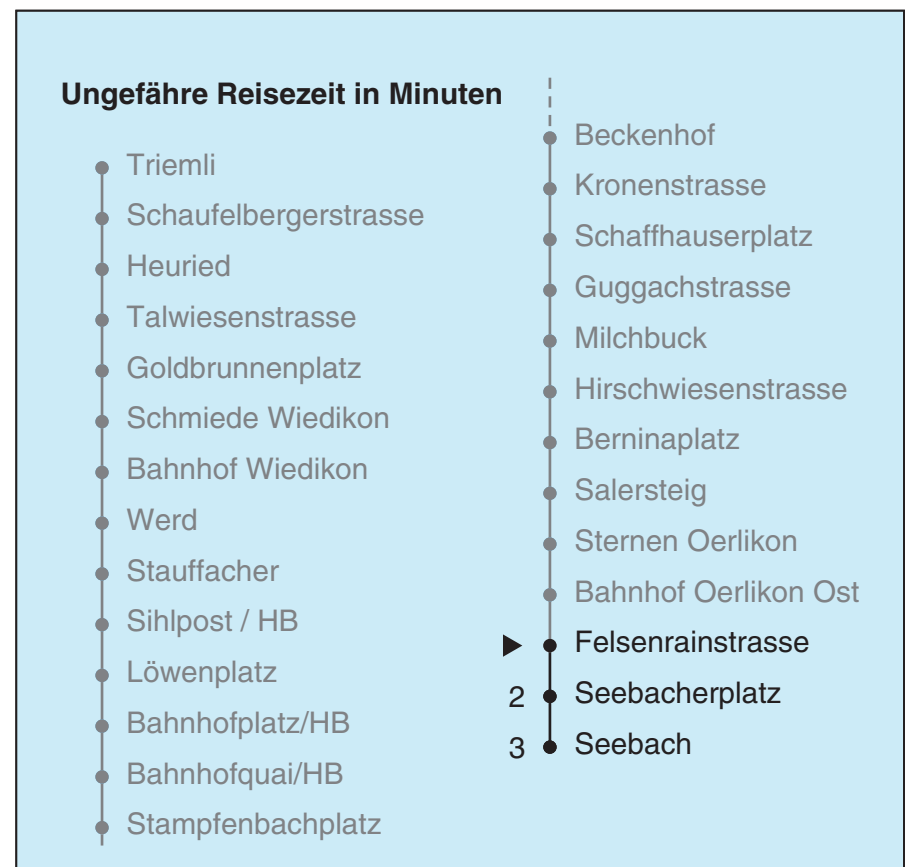 Ungefähre Reisezeit in Minuten
Triemli
Schaufelbergerstrasse
Heuried
Talwiesenstrasse
Goldbrunnenplatz
Schmiede Wiedikon
Bahnhof Wiedikon
Werd
Stauffacher
Sihlpost / HB
Löwenplatz
Bahnhofplatz/HB
Bahnhofquai/HB
Stampfenbachplatz
Beckenhof
Kronenstrasse
Schaffhauserplatz
Guggachstrasse
Milchbuck
Hirschwiesenstrasse
Berninaplatz
Salersteig
Sternen Oerlikon
Bahnhof Oerlikon Ost
Felsenrainstrasse
2 Seebacherplatz
3 Seebach